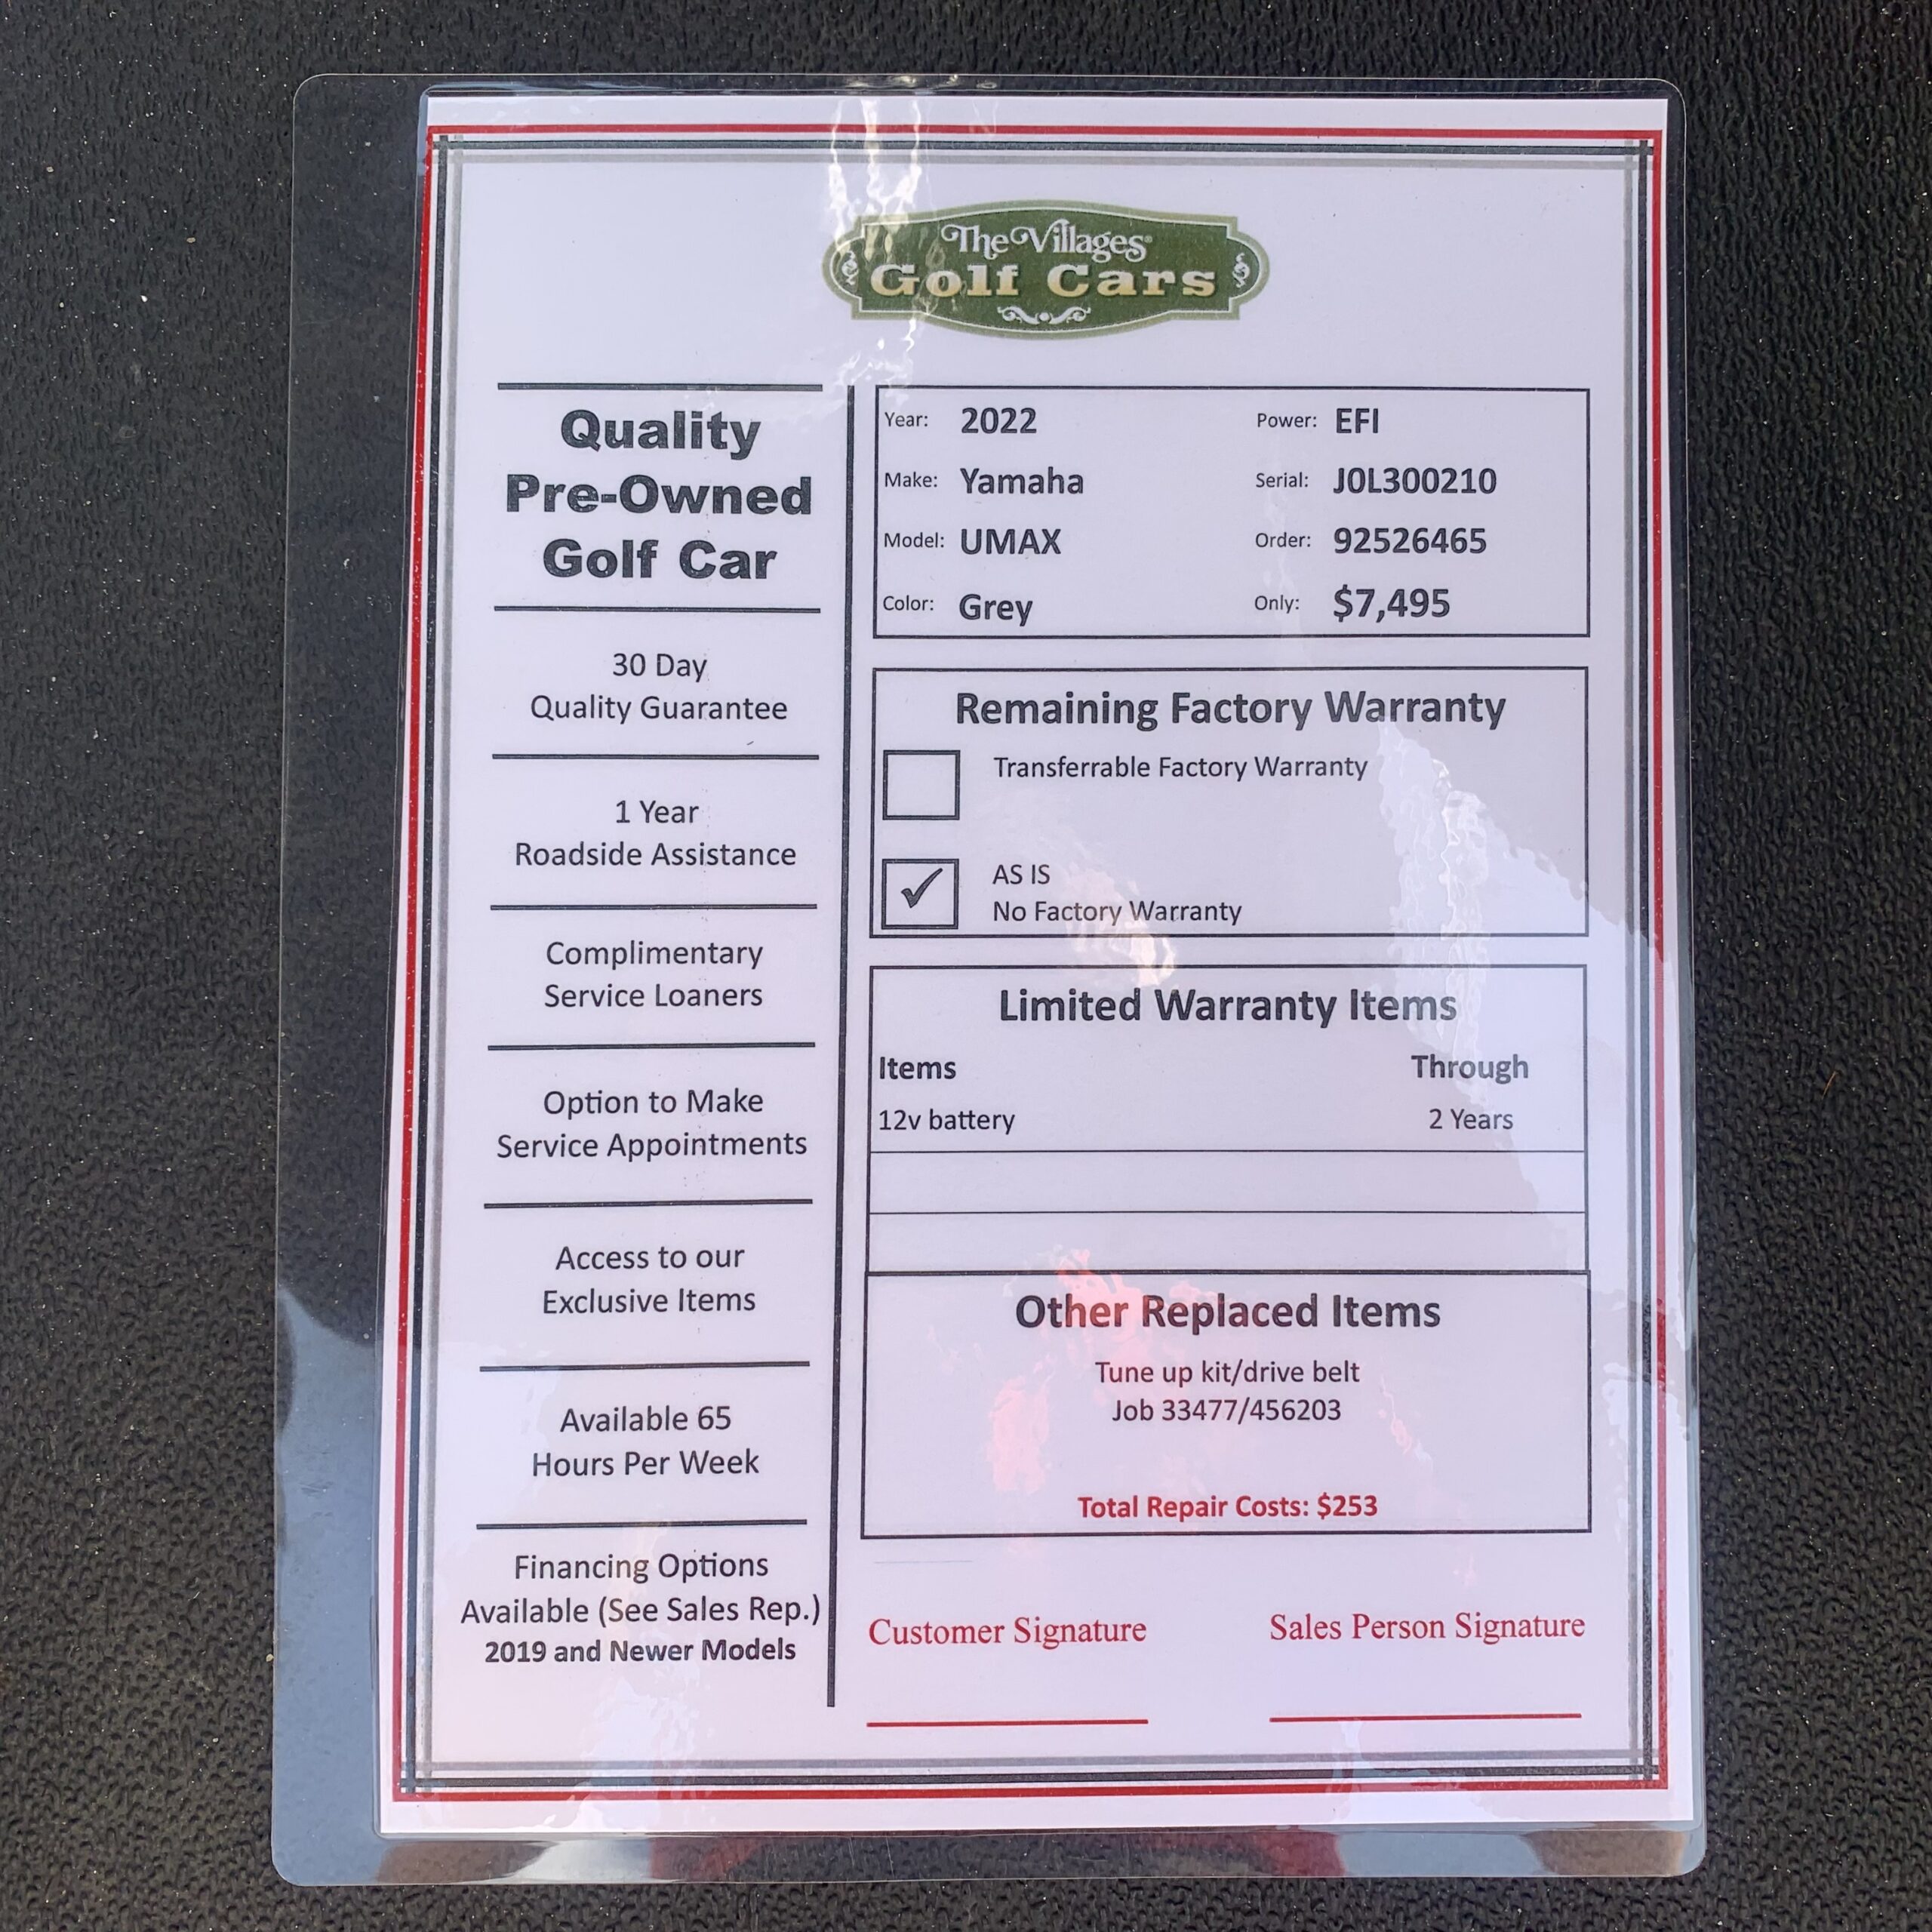 The Villages®
Golf Cars
Quality
Pre-Owned
Golf Car
30 Day
Quality Guarantee
1 Year
Roadside Assistance
Complimentary
Service Loaners
Option to Make
Service Appointments
Access to our
Exclusive Items
Available 65
Hours Per Week
Financing Options
Available (See Sales Rep.)
2019 and Newer Models
Year: 2022 Power: EFI
Make: Yamaha Serial: J0L300210
Model: UMAX Order: 92526465
Color: Grey Only: $7,495
Remaining Factory Warranty
Transferrable Factory Warranty
✓ AS IS
No Factory Warranty
Limited Warranty Items
Items Through
12v battery 2 Years
Other Replaced Items
Tune up kit/drive belt
Job 33477/456203
Total Repair Costs: $253
Customer Signature Sales Person Signature